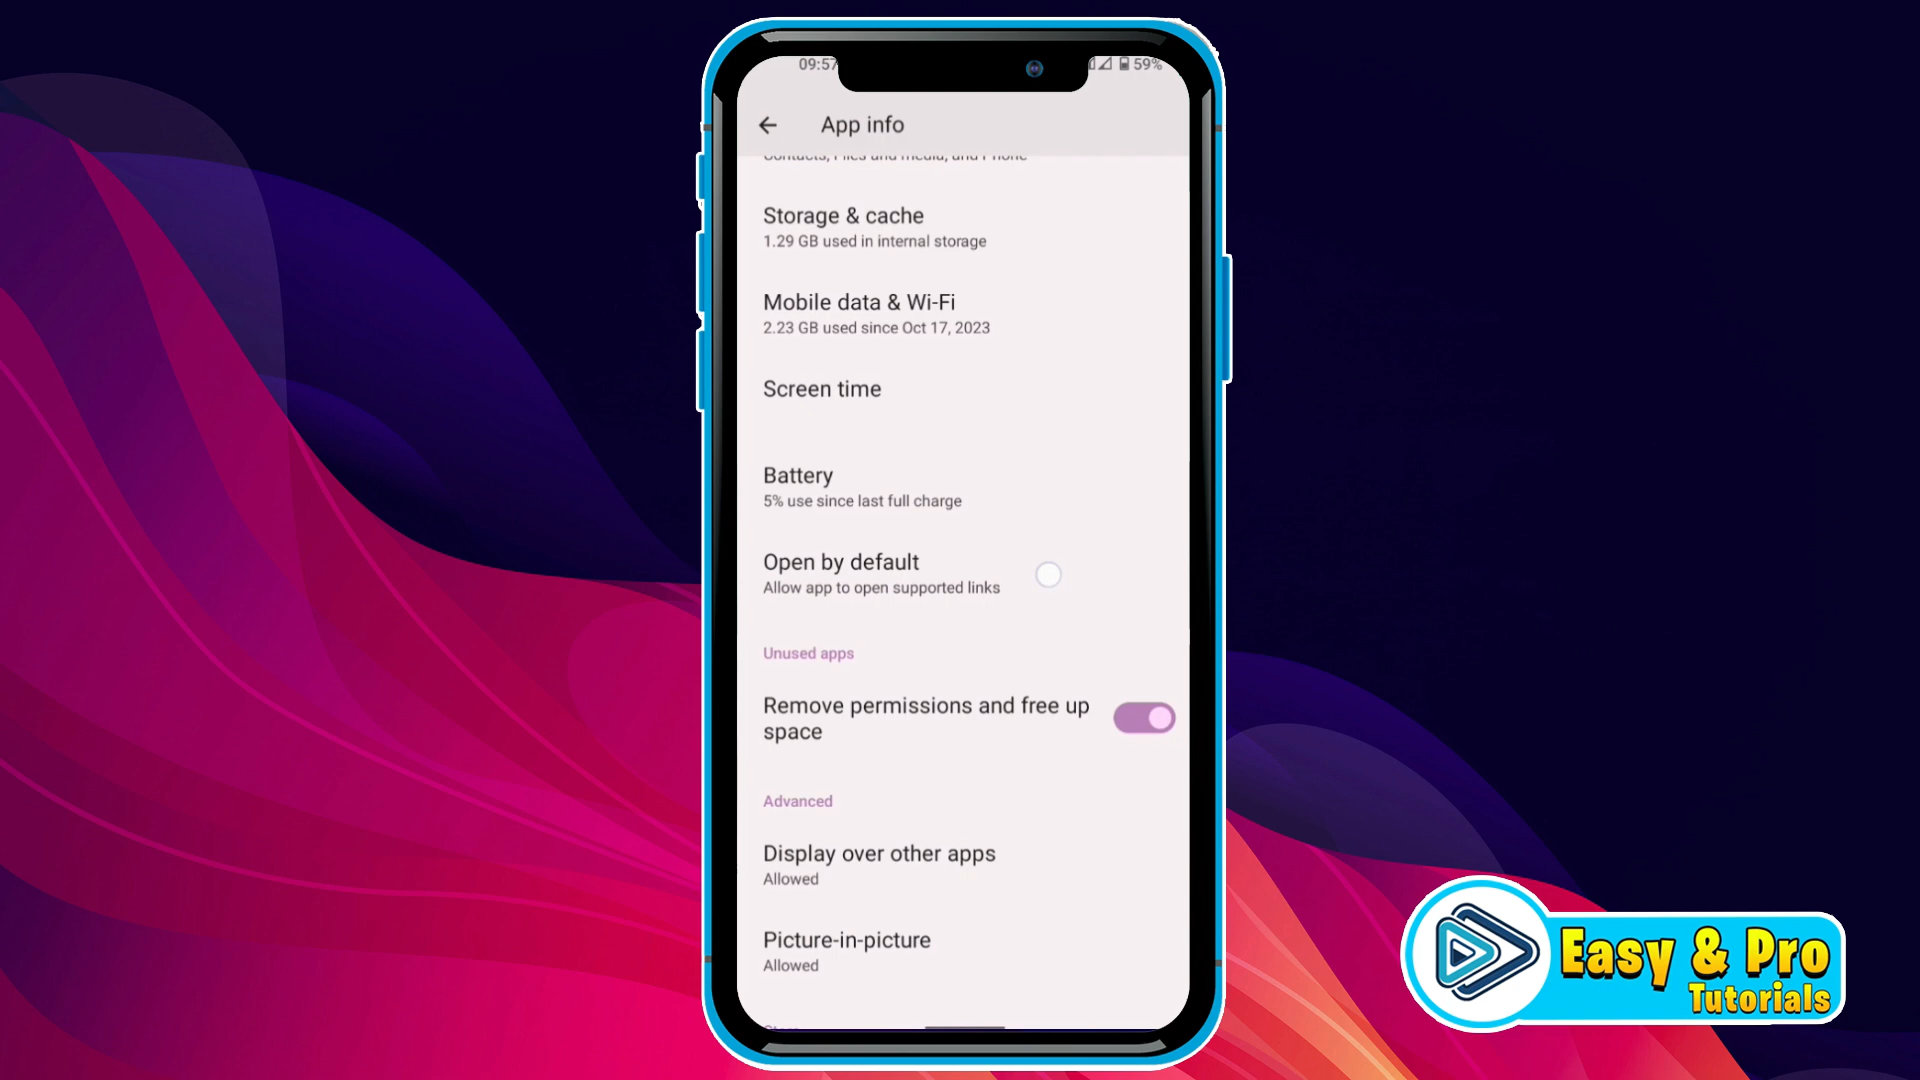 09:57
59%
App info
Contacts, Files and media, and Phone
Storage & cache
1.29 GB used in internal storage
Mobile data & Wi-Fi
2.23 GB used since Oct 17, 2023
Screen time
Battery
5% use since last full charge
Open by default
Allow app to open supported links
Unused apps
Remove permissions and free up
space
Advanced
Display over other apps
Allowed
Picture-in-picture
Allowed
Easy & Pro
Tutorials